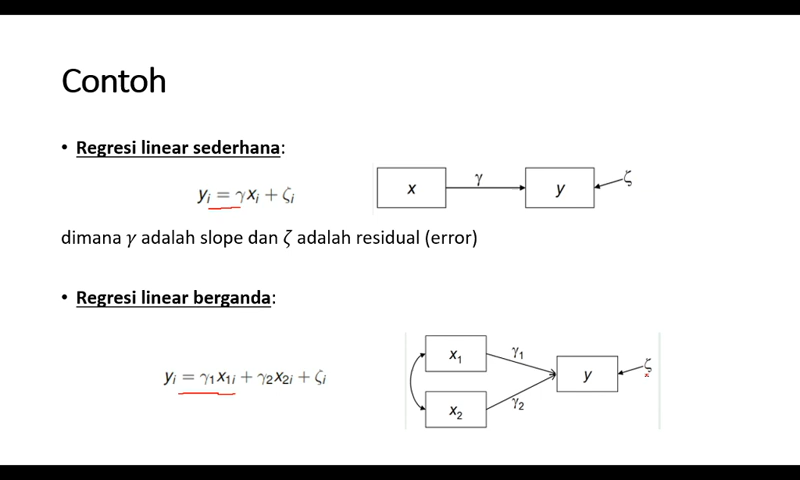 Contoh
• Regresi linear sederhana:
yᵢ = γxᵢ + ζᵢ
x γ y ζ
dimana γ adalah slope dan ζ adalah residual (error)
• Regresi linear berganda:
yᵢ = γ₁x₁ᵢ + γ₂x₂ᵢ + ζᵢ
x₁ γ₁
y ζ
x₂ γ₂